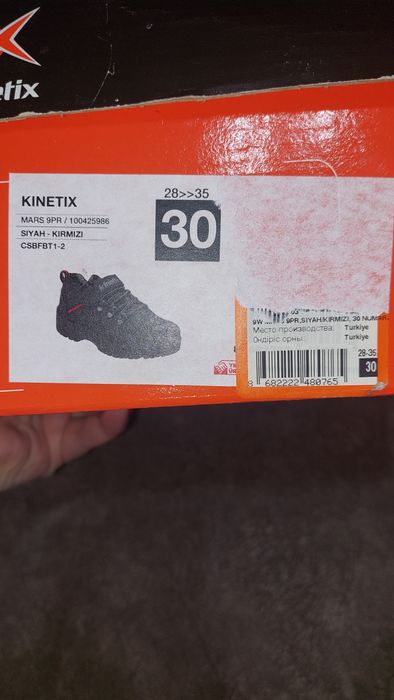 etix
KINETIX
MARS 9PR / 100425986
SIYAH - KIRMIZI
CSBFBT1-2
28>>35
30
kinetix
9PR,SIYAH/KIRMIZI, 30 NUMAR
Место производства: Turkiye
Өндіріс орны: Turkiye
28-35
30
8 682222 480765